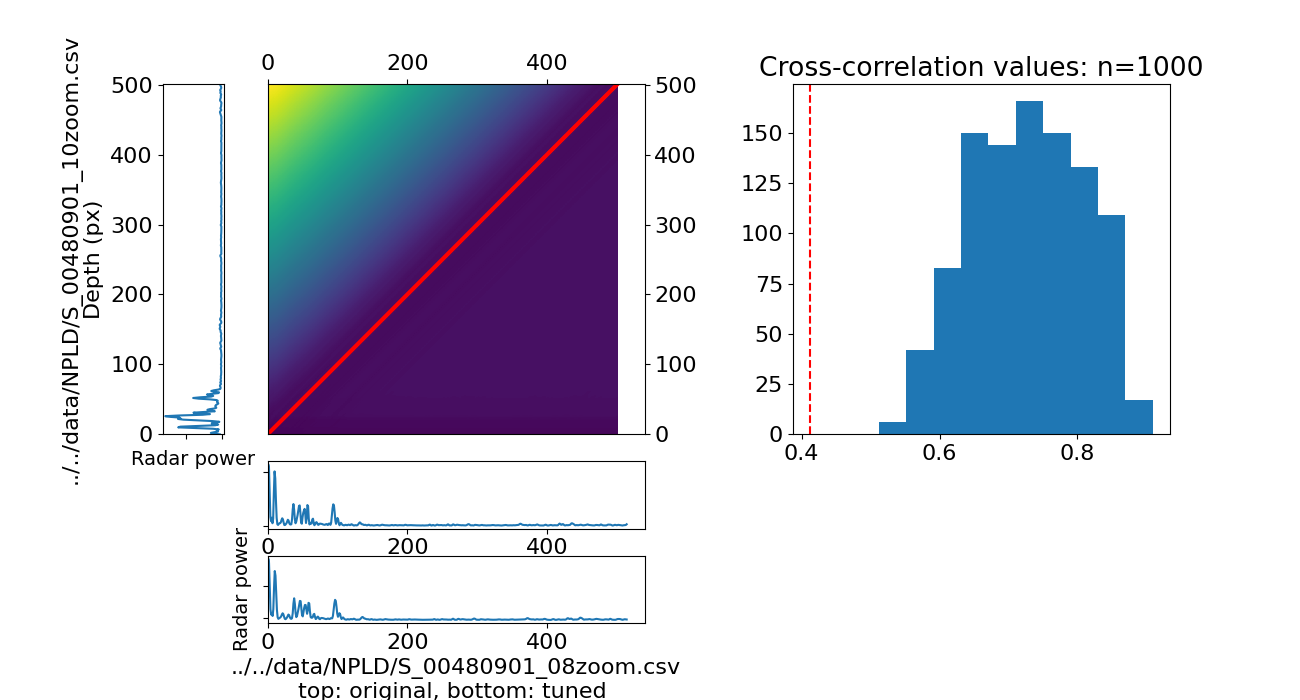 0 200 400
Cross-correlation values: n=1000
../../data/NPLD/S_00480901_10zoom.csv
Depth (px)
500
400
300
200
100
0
500
400
300
200
100
0
150
125
100
75
50
25
0
0.4 0.6 0.8
Radar power
0 200 400
Radar power
0 200 400
../../data/NPLD/S_00480901_08zoom.csv
top: original, bottom: tuned